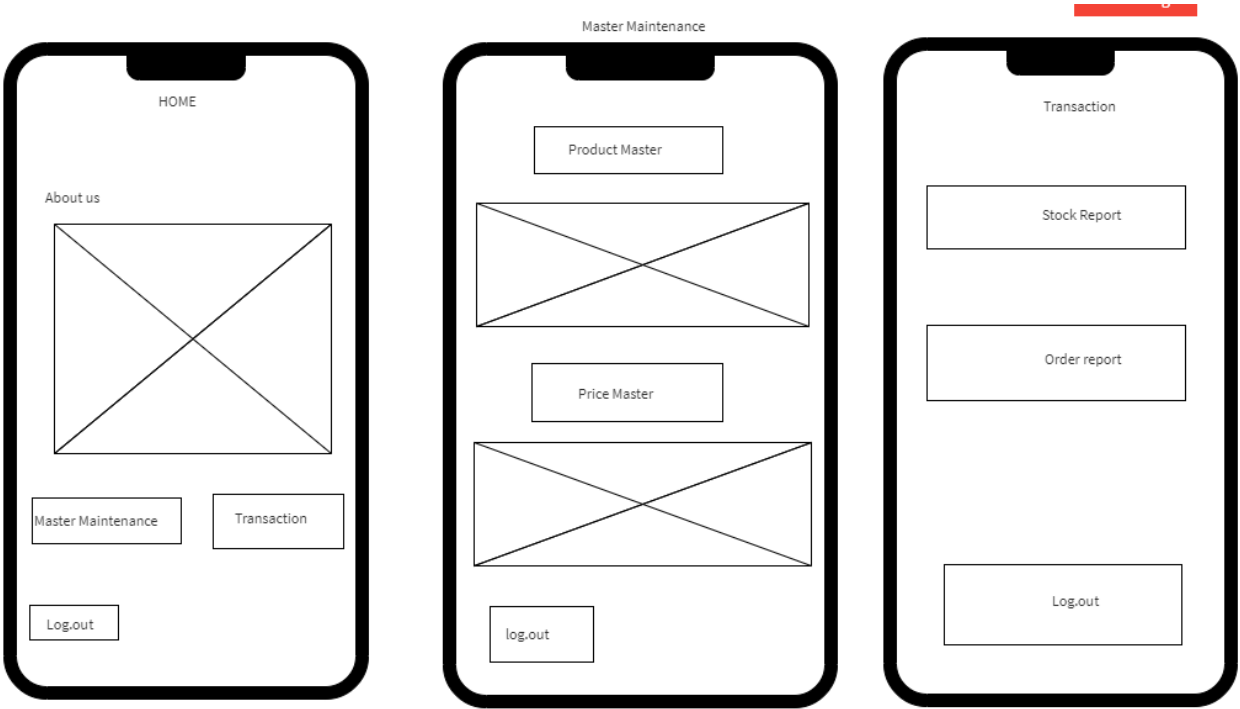 HOME
About us
Master Maintenance
Transaction
Log.out
Master Maintenance
Product Master
Price Master
log.out
Transaction
Stock Report
Order report
Log.out